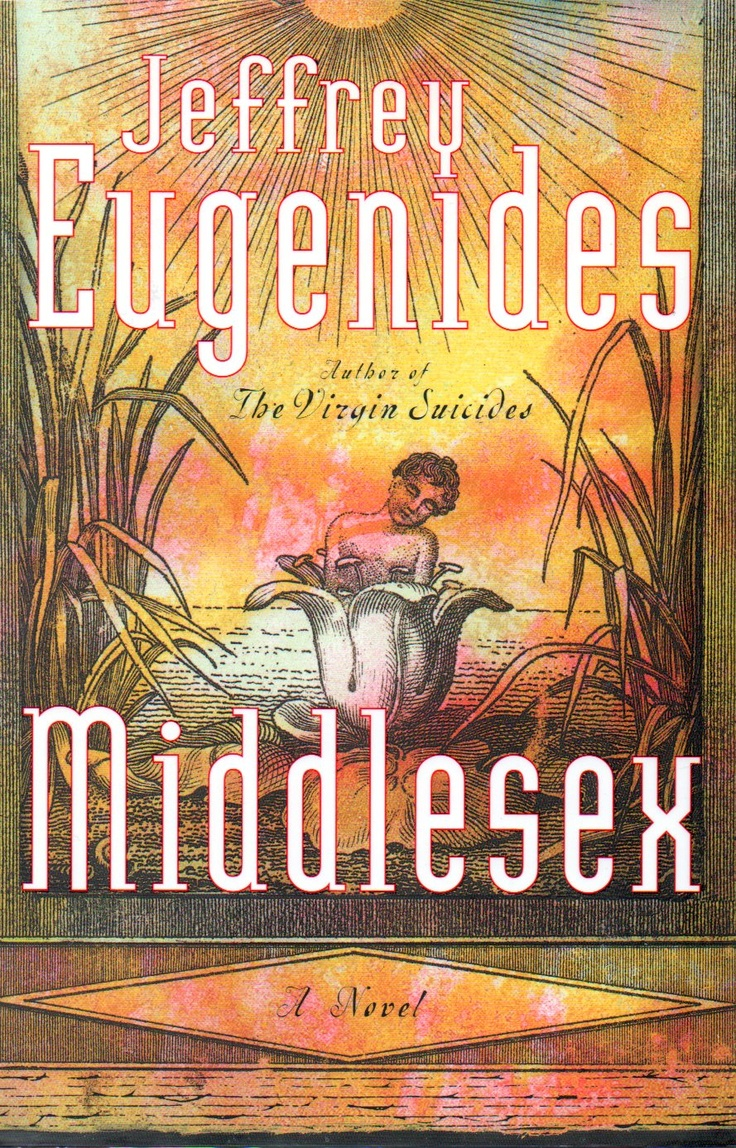 Jeffrey
Eugenides
Author of
The Virgin Suicides
Middlesex
A Novel